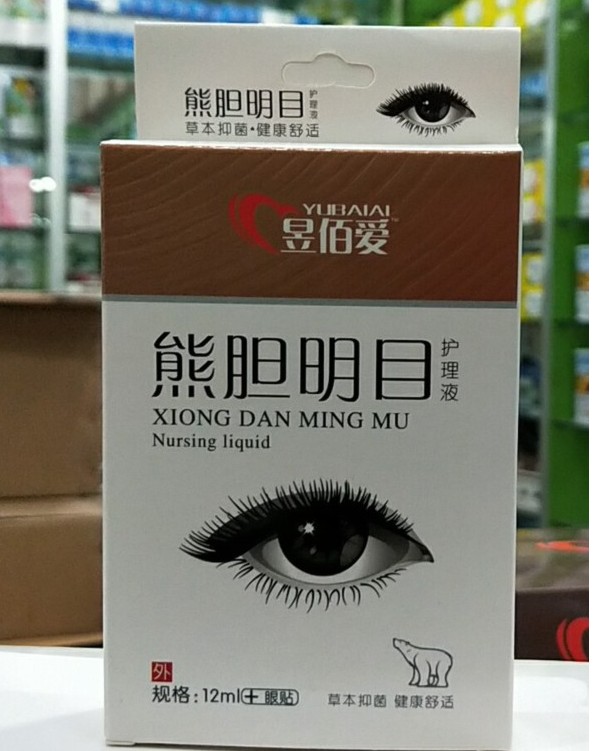 熊胆明目护理液
草本抑菌·健康舒适
YUBAIAI™
昱佰爱
熊胆明目护理液
XIONG DAN MING MU
Nursing liquid
外
规格:12ml+眼贴
草本抑菌 健康舒适